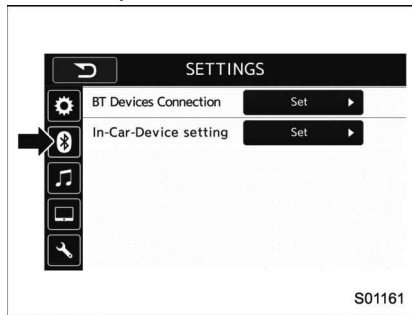 SETTINGS
BT Devices Connection Set
In-Car-Device setting Set
S01161